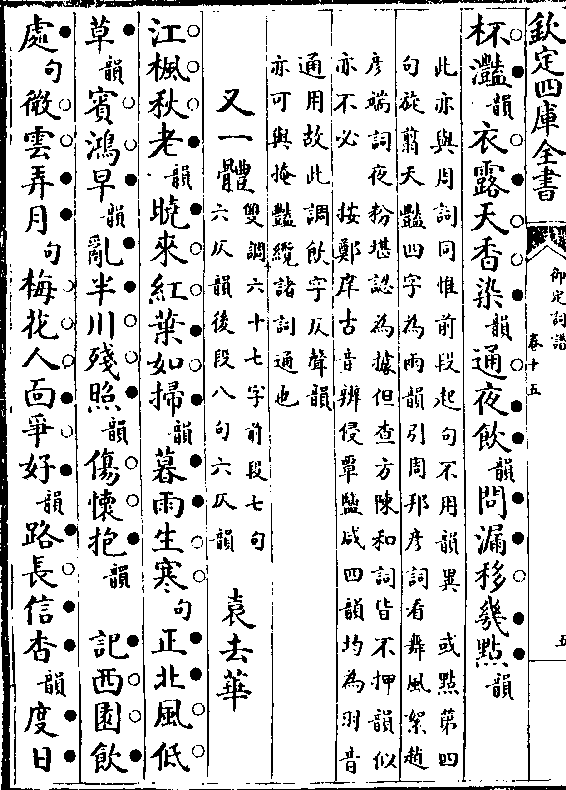 欽定四庫全書
御定詞譜
卷十五
五
杯灩韻衣露天香染韻通夜飲韻問漏移幾點韻
此亦與周詞同惟前段起句不用韻異　或點第四
句於翦天豔四字為兩韻引周邦彥詞看舞風絮趙
彥端詞夜粉堪認為據但查方陳和詞皆不押韻似
亦不必　按鄭庠古音辨侵覃鹽咸四韻均為羽音
通用故此調飲字仄聲韻
亦可與掩豔纜諸詞通也
又一體
雙調六十七字前段七句
六仄韻後段八句六仄韻
袁去華
江楓秋老韻曉來紅葉如掃韻暮雨生寒句正北風低
草韻賓鴻早韻亂半川殘照韻傷懷抱韻　記西園飲
處句微雲弄月句梅花人面爭好韻路長信杳韻度日